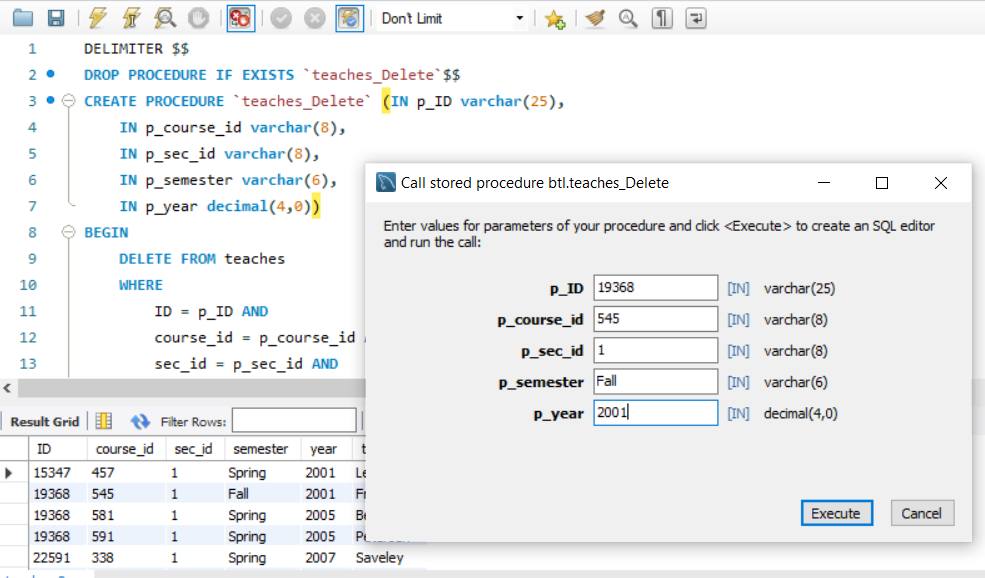 Don't Limit
1 DELIMITER $$
2 DROP PROCEDURE IF EXISTS `teaches_Delete`$$
3 CREATE PROCEDURE `teaches_Delete` (IN p_ID varchar(25),
4 IN p_course_id varchar(8),
5 IN p_sec_id varchar(8),
6 IN p_semester varchar(6),
7 IN p_year decimal(4,0))
8 BEGIN
9 DELETE FROM teaches
10 WHERE
11 ID = p_ID AND
12 course_id = p_course_id
13 sec_id = p_sec_id AND
Call stored procedure btl.teaches_Delete
Enter values for parameters of your procedure and click <Execute> to create an SQL editor
and run the call:
p_ID 19368 [IN] varchar(25)
p_course_id 545 [IN] varchar(8)
p_sec_id 1 [IN] varchar(8)
p_semester Fall [IN] varchar(6)
p_year 2001 [IN] decimal(4,0)
Execute Cancel
Result Grid Filter Rows:
ID course_id sec_id semester year
15347 457 1 Spring 2001
19368 545 1 Fall 2001
19368 581 1 Spring 2005
19368 591 1 Spring 2005
22591 338 1 Spring 2007 Saveley